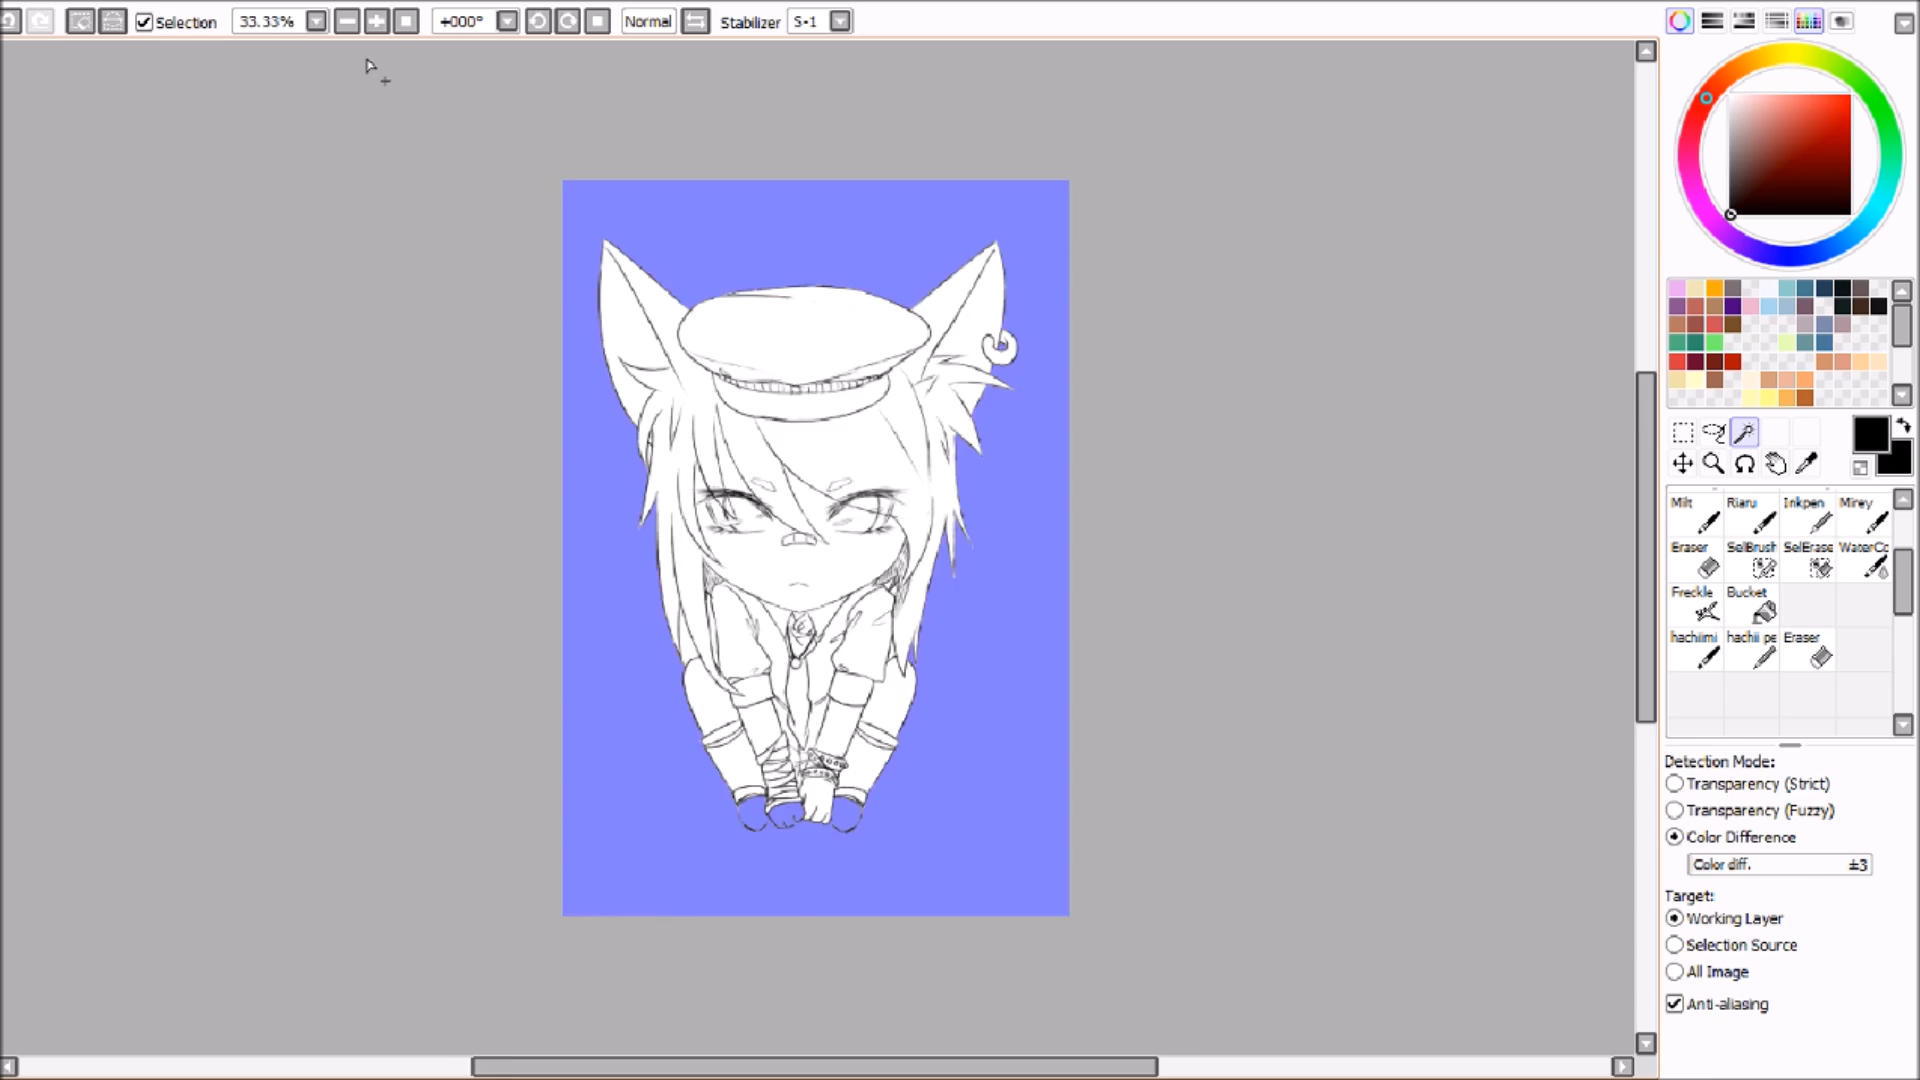 Selection 33.33% +000° Normal Stabilizer S-1
Milt Riaru Inkpen Mirey
Eraser SelBrush SelErase WaterCo
Freckle Bucket
hachiimi hachii pe Eraser
Detection Mode:
Transparency (Strict)
Transparency (Fuzzy)
Color Difference
Color diff. ±3
Target:
Working Layer
Selection Source
All Image
Anti-aliasing